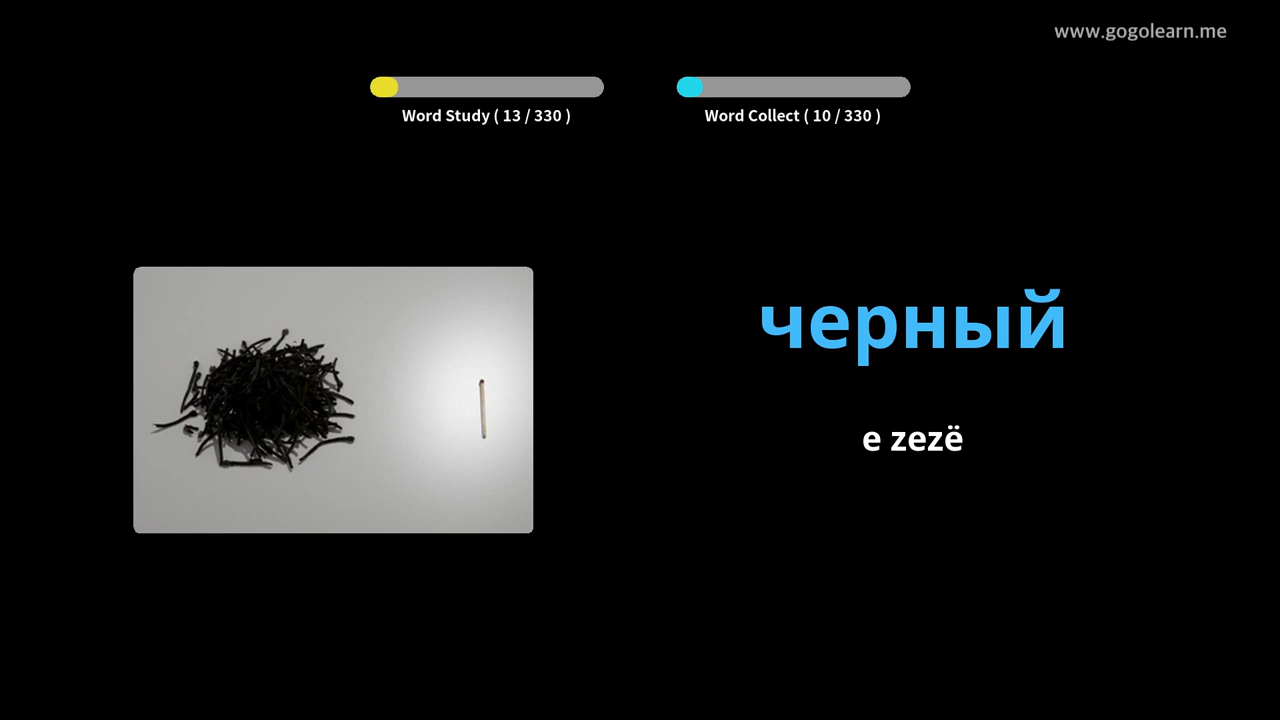 www.gogolearn.me
Word Study ( 13 / 330 )
Word Collect ( 10 / 330 )
черный
e zezë